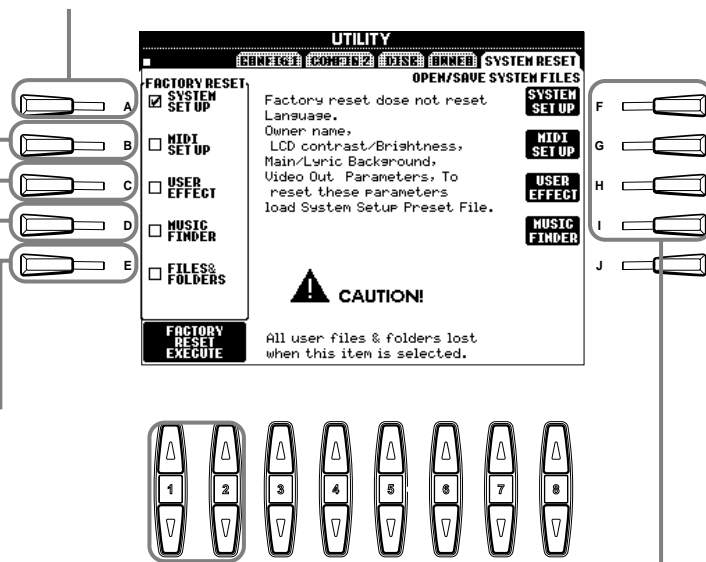 UTILITY
CONFIG1 CONFIG2 DISK OWNER SYSTEM RESET
OPEN/SAVE SYSTEM FILES
FACTORY RESET
SYSTEM
SET UP
MIDI
SET UP
USER
EFFECT
MUSIC
FINDER
FILES&
FOLDERS
FACTORY
RESET
EXECUTE
Factory reset dose not reset
Language.
Owner name,
LCD contrast/Brightness,
Main/Lyric Background,
Video Out Parameters, To
reset these parameters
load System Setup Preset File.
CAUTION!
All user files & folders lost
when this item is selected.
SYSTEM
SET UP
MIDI
SET UP
USER
EFFECT
MUSIC
FINDER
A
B
C
D
E
F
G
H
I
J
1 2 3 4 5 6 7 8